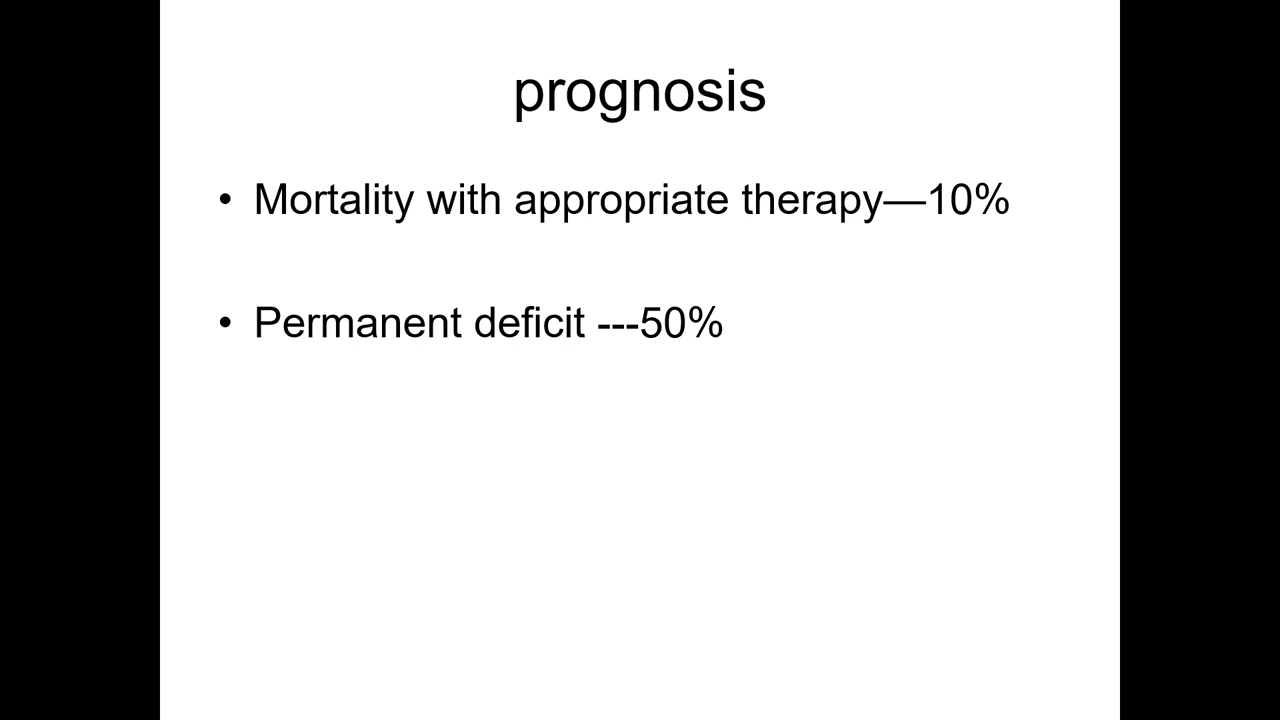 prognosis
• Mortality with appropriate therapy—10%
• Permanent deficit ---50%